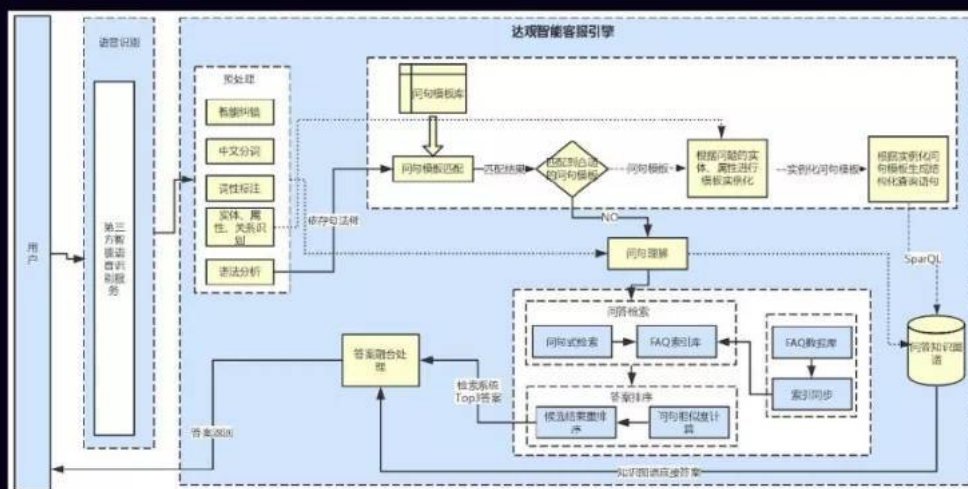 达观智能客服引擎
语音识别
预处理
问句模板库
智能纠错
中文分词
词性标注
实体、属
性、关系识
别
语法分析
依存句法树
问句模板匹配
匹配结果
匹配到合适
的问句模板
问句模板
根据问题的实
体、属性进行
模板实例化
实例化问句模板
根据实例化问
句模板生成结
构化查询语句
NO
SparQL
用户
第三
方智
能语
音识
别服
务
问句理解
问答检索
问句式检索
FAQ索引库
FAQ数据库
索引同步
问答知识图
谱
答案融合处
理
检索系统
Top3答案
答案排序
候选结果重排
序
问句相似度计
算
答案返回
知识图谱直接答案